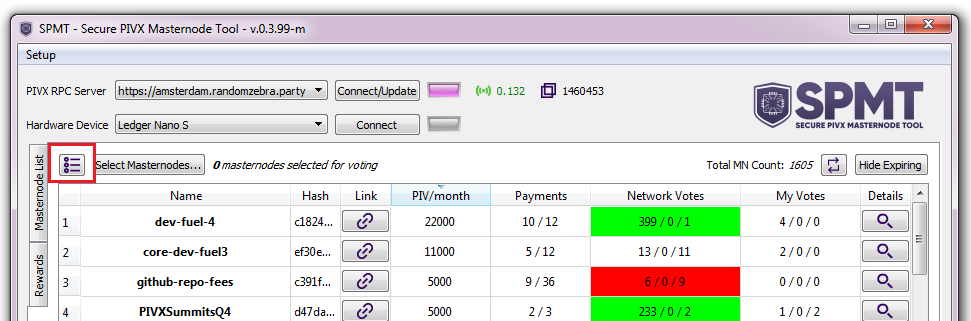 SPMT - Secure PIVX Masternode Tool - v.0.3.99-m
Setup
PIVX RPC Server https://amsterdam.randomzebra.party Connect/Update 0.132 1460453
SPMT
SECURE PIVX MASTERNODE TOOL
Hardware Device Ledger Nano S Connect
Masternode List
Rewards
Select Masternodes... 0 masternodes selected for voting Total MN Count: 1605 Hide Expiring
Name Hash Link PIV/month Payments Network Votes My Votes Details
1 dev-fuel-4 c1824... 22000 10 / 12 399 / 0 / 1 4 / 0 / 0
2 core-dev-fuel3 ef30e... 11000 5 / 12 13 / 0 / 11 2 / 0 / 0
3 github-repo-fees c391f... 5000 9 / 36 6 / 0 / 9 0 / 0 / 0
4 PIVXSummitsQ4 d47da... 5000 2 / 3 233 / 0 / 2 1 / 0 / 2